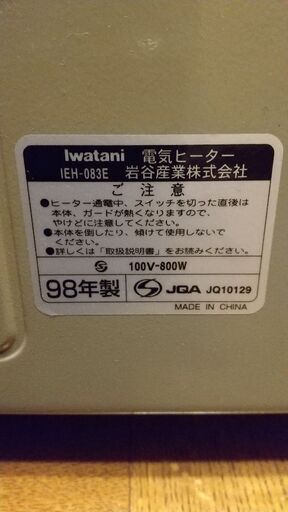 Iwatani 電気ヒーター
IEH-083E 岩谷産業株式会社
ご注意
●ヒーター通電中、スイッチを切った直後は
本体、ガードが熱くなりますので、
やけどに注意してください。
●本体を倒したり、傾けて使用しないで
ください。
●詳しくは「取扱説明書」をお読みください。
100V-800W
98年製 JQA JQ10129
MADE IN CHINA